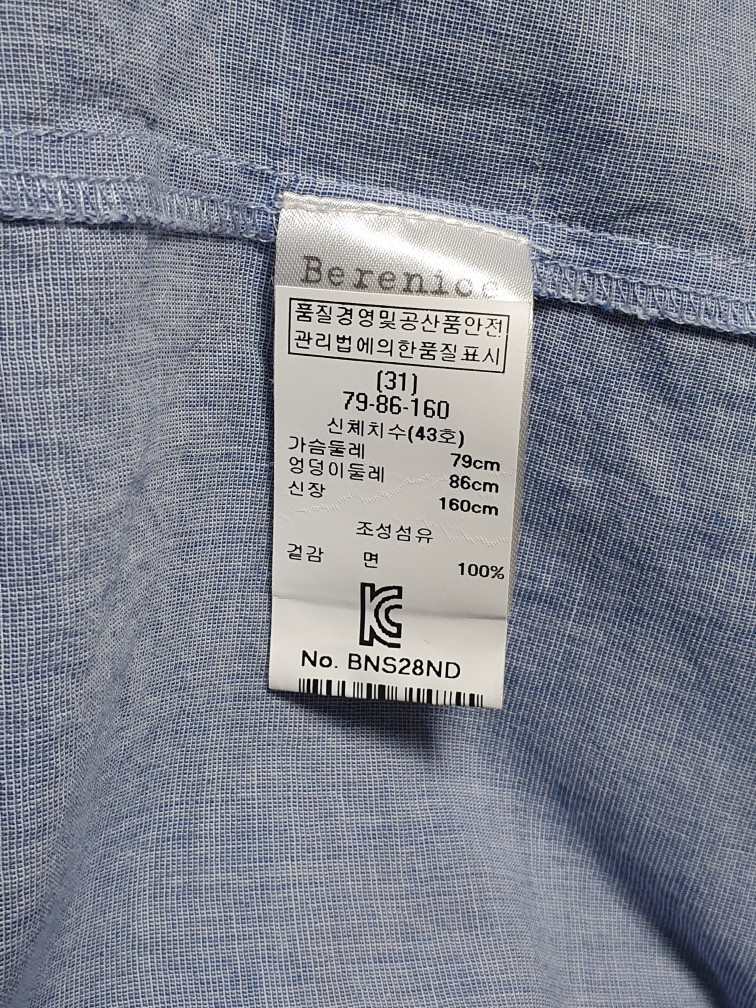 Berenice
품질경영및공산품안전
관리법에의한품질표시
(31)
79-86-160
신체치수(43호)
가슴둘레 79cm
엉덩이둘레 86cm
신장 160cm
조성섬유
겉감 면 100%
KC
No. BNS28ND